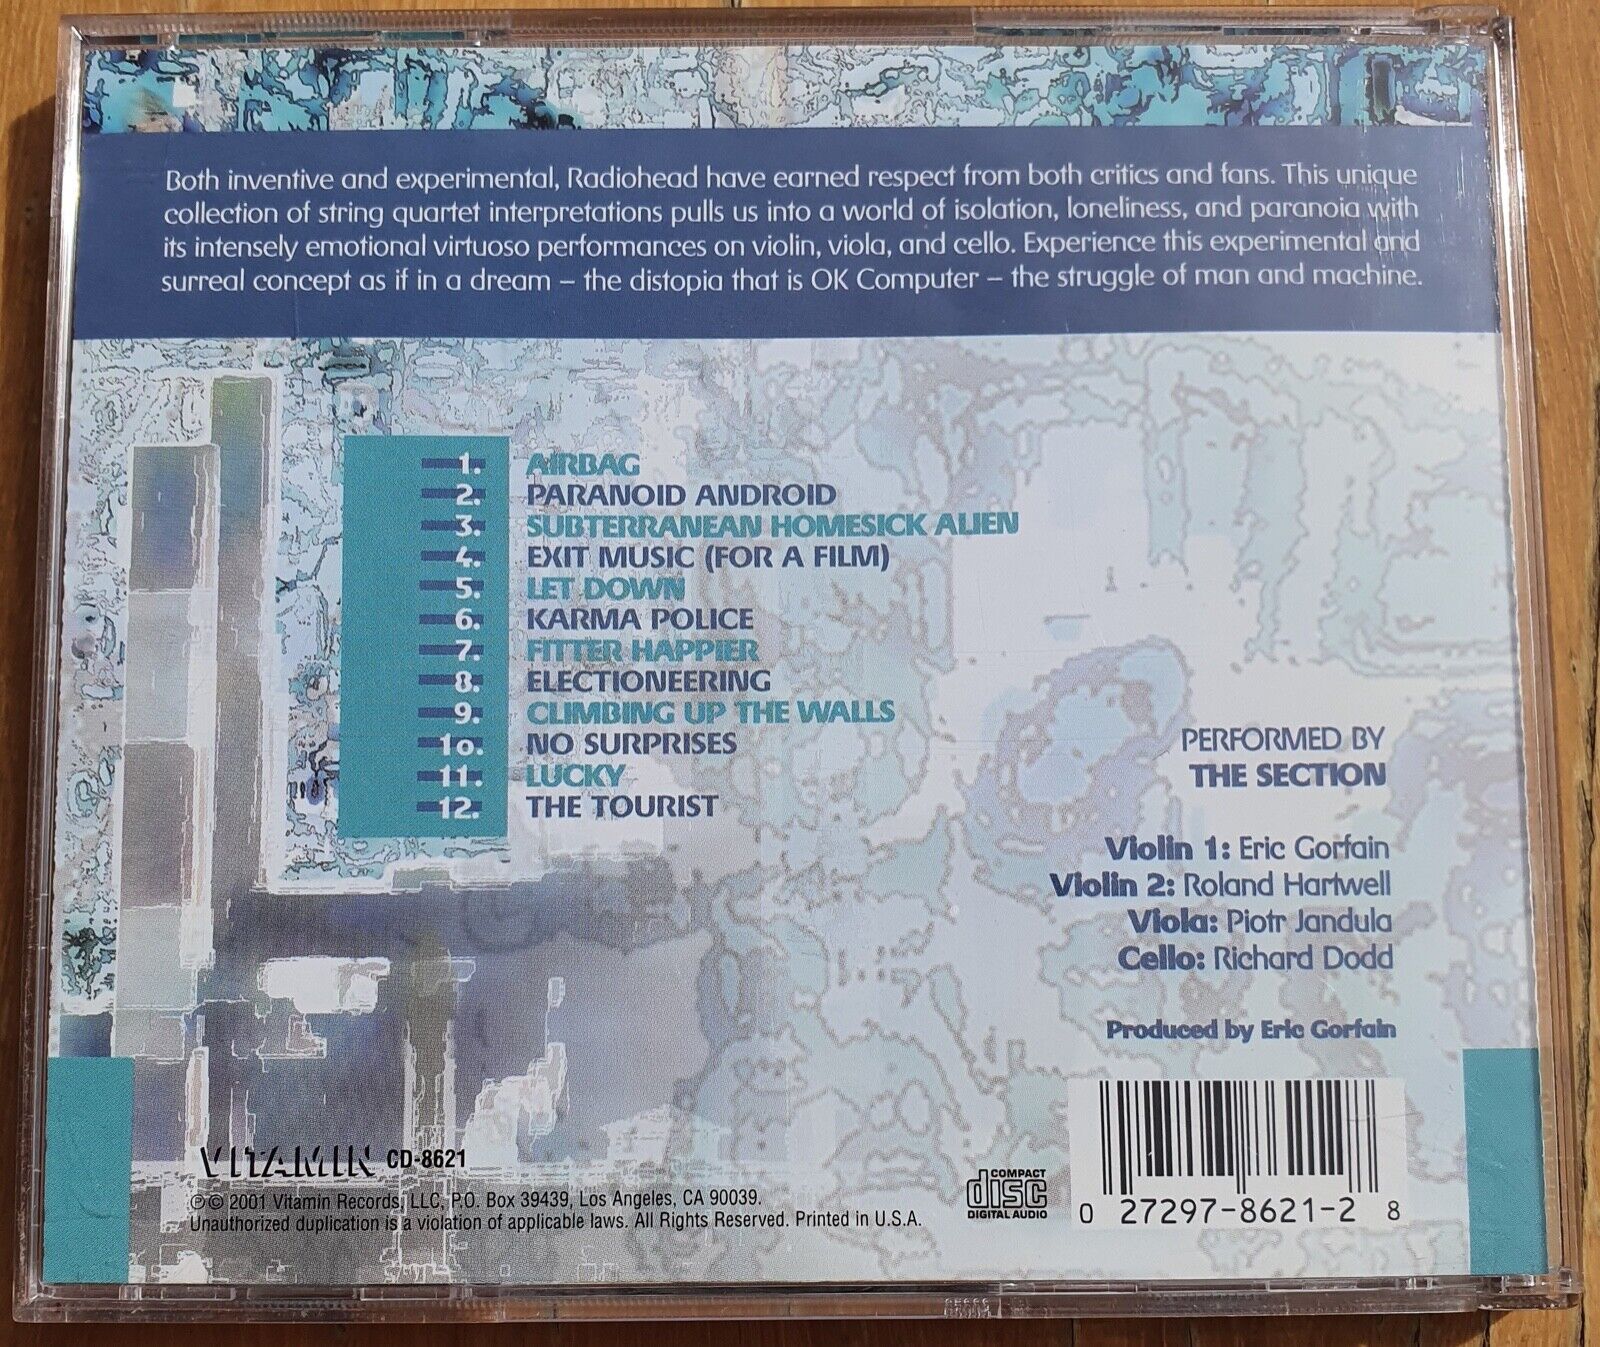 Both inventive and experimental, Radiohead have earned respect from both critics and fans. This unique
collection of string quartet interpretations pulls us into a world of isolation, loneliness, and paranoia with
its intensely emotional virtuoso performances on violin, viola, and cello. Experience this experimental and
surreal concept as if in a dream – the distopia that is OK Computer – the struggle of man and machine.
1. AIRBAG
2. PARANOID ANDROID
3. SUBTERRANEAN HOMESICK ALIEN
4. EXIT MUSIC (FOR A FILM)
5. LET DOWN
6. KARMA POLICE
7. FITTER HAPPIER
8. ELECTIONEERING
9. CLIMBING UP THE WALLS
10. NO SURPRISES
11. LUCKY
12. THE TOURIST
PERFORMED BY
THE SECTION
Violin 1: Eric Gorfain
Violin 2: Roland Hartwell
Viola: Piotr Jandula
Cello: Richard Dodd
Produced by Eric Gorfain
VITAMIN CD-8621
℗© 2001 Vitamin Records, LLC, P.O. Box 39439, Los Angeles, CA 90039.
Unauthorized duplication is a violation of applicable laws. All Rights Reserved. Printed in U.S.A.
COMPACT
disc
DIGITAL AUDIO
0 27297-8621-2 8